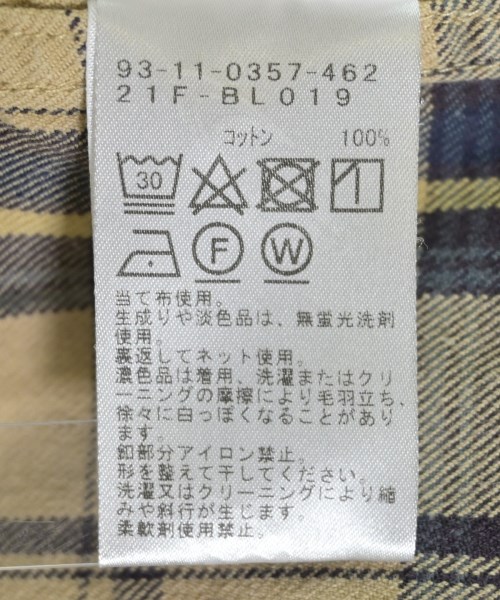 93-11-0357-462
21F-BL019
コットン 100%
30
F W
当て布使用。
生成りや淡色品は、無蛍光洗剤
使用。
裏返してネット使用。
濃色品は着用、洗濯またはクリ
ーニングの摩擦により毛羽立ち、
徐々に白っぽくなることがあり
ます。
釦部分アイロン禁止。
形を整えて干してください。
洗濯又はクリーニングにより縮
みや斜行が生じます。
柔軟剤使用禁止。